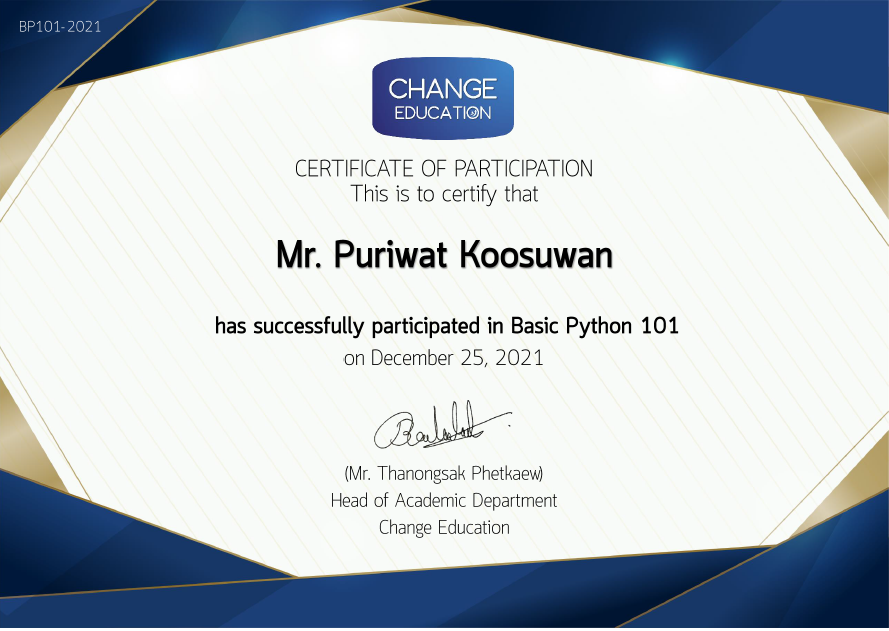 BP101-2021
CHANGE
EDUCATION
CERTIFICATE OF PARTICIPATION
This is to certify that
Mr. Puriwat Koosuwan
has successfully participated in Basic Python 101
on December 25, 2021
(Mr. Thanongsak Phetkaew)
Head of Academic Department
Change Education